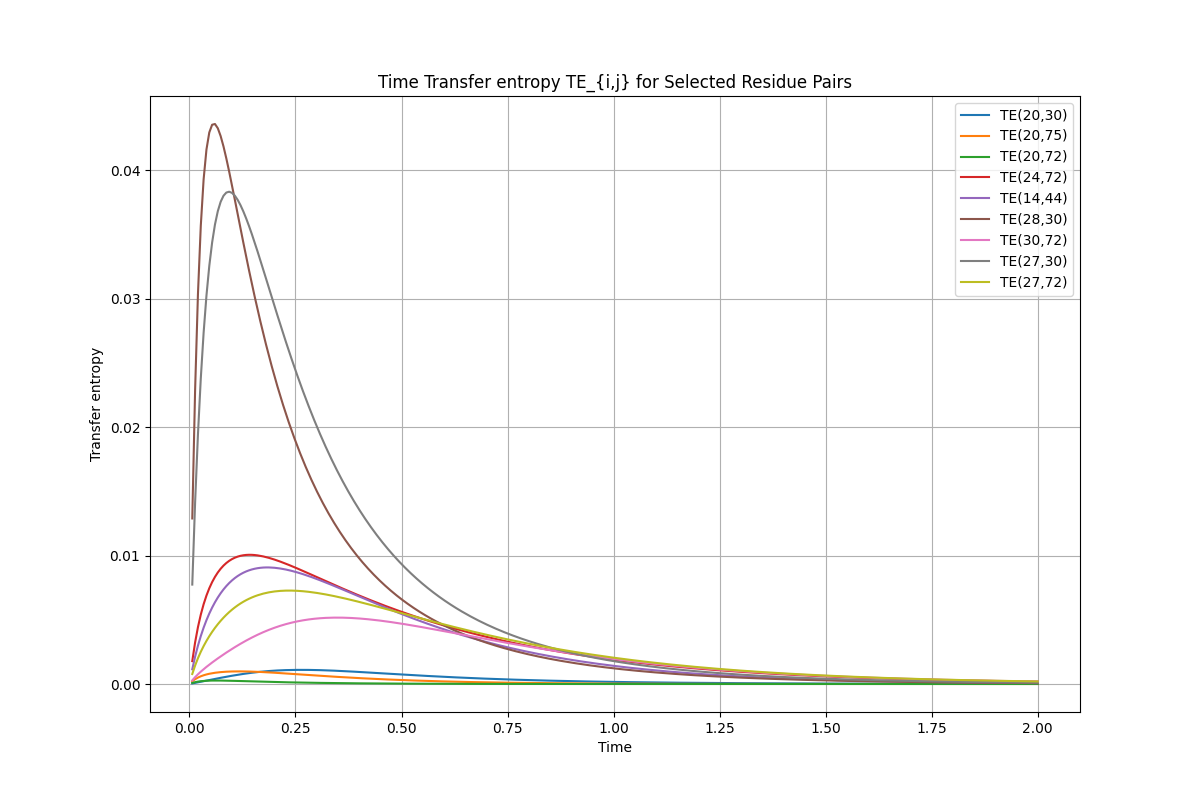 Time Transfer entropy TE_{i,j} for Selected Residue Pairs
TE(20,30)
TE(20,75)
TE(20,72)
TE(24,72)
TE(14,44)
TE(28,30)
TE(30,72)
TE(27,30)
TE(27,72)
Transfer entropy
0.04
0.03
0.02
0.01
0.00
0.00 0.25 0.50 0.75 1.00 1.25 1.50 1.75 2.00
Time